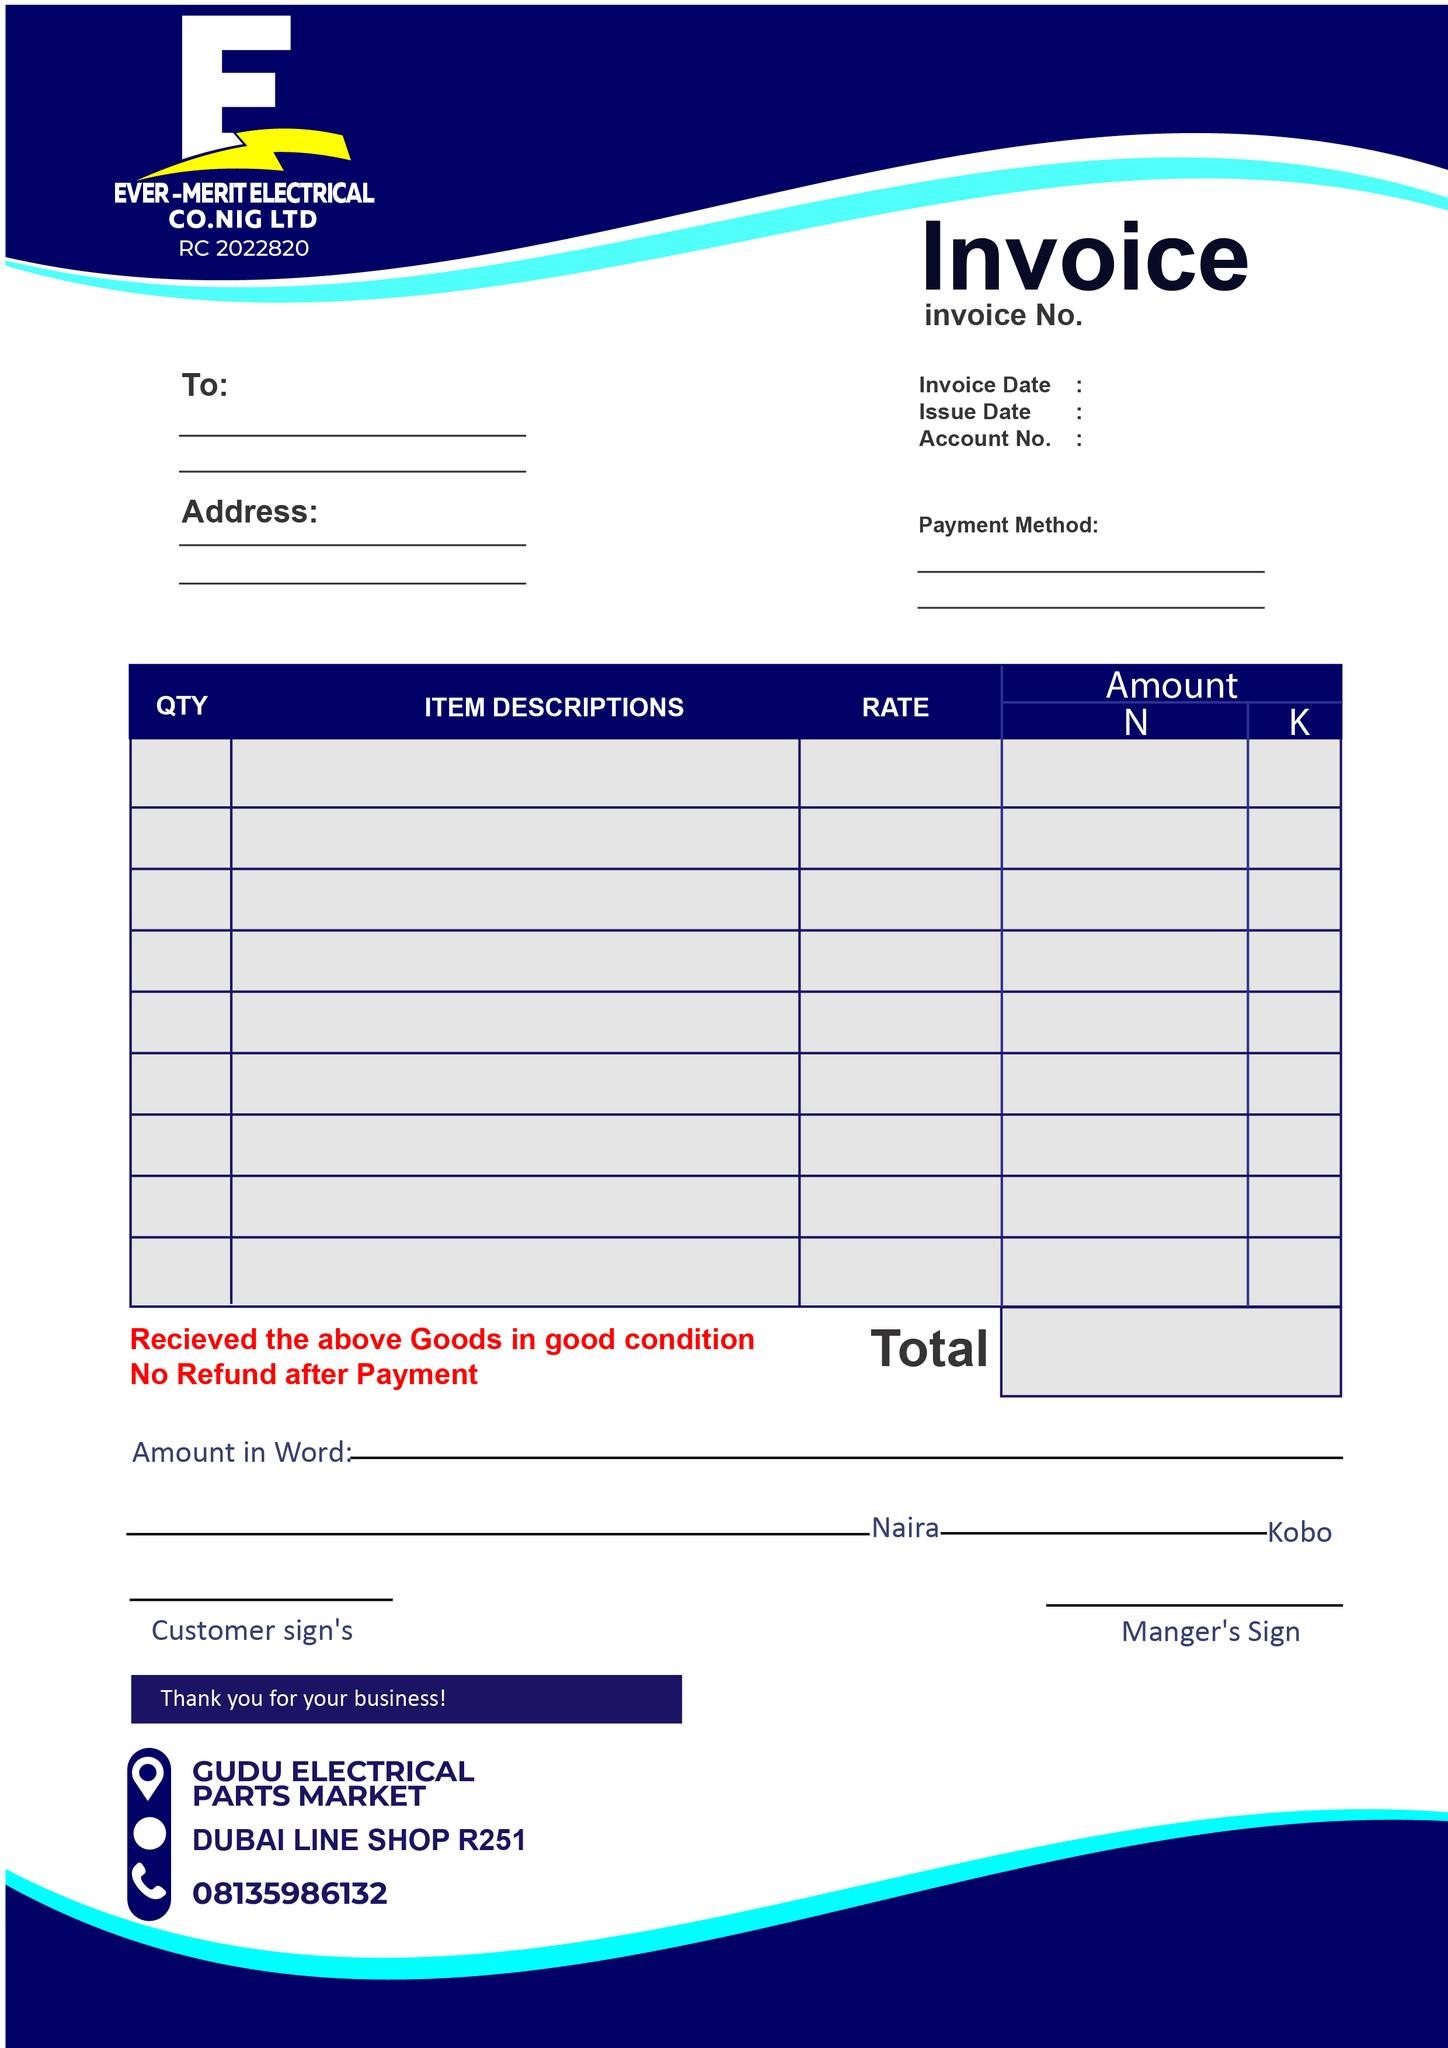 EVER-MERIT ELECTRICAL
CO.NIG LTD
RC 2022820
Invoice
invoice No.
To:
Invoice Date :
Issue Date :
Account No. :
Address:
Payment Method:
QTY ITEM DESCRIPTIONS RATE Amount
N K
Recieved the above Goods in good condition
No Refund after Payment
Total
Amount in Word:
Naira Kobo
Customer sign's
Manger's Sign
Thank you for your business!
GUDU ELECTRICAL
PARTS MARKET
DUBAI LINE SHOP R251
08135986132